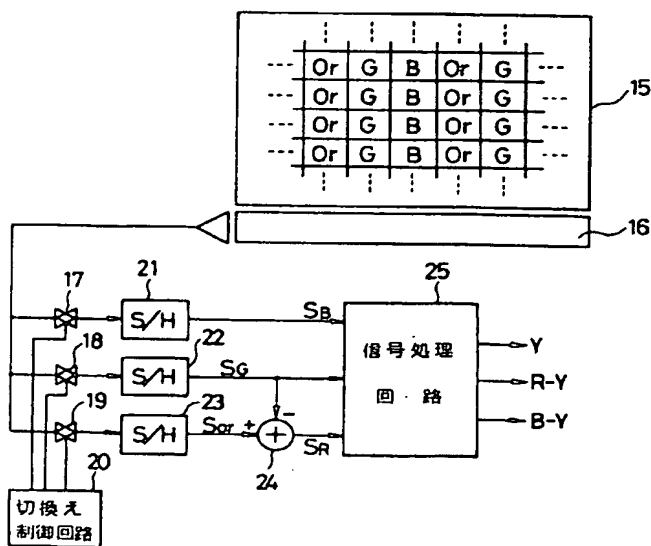 Or G B Or G
Or G B Or G
Or G B Or G
Or G B Or G
15
16
17
21
S/H
SB
25
信号処理
回・路
Y
R-Y
B-Y
18
22
S/H
SG
19
23
S/H
Sor
+
−
+
24
SR
20
切換え
制御回路